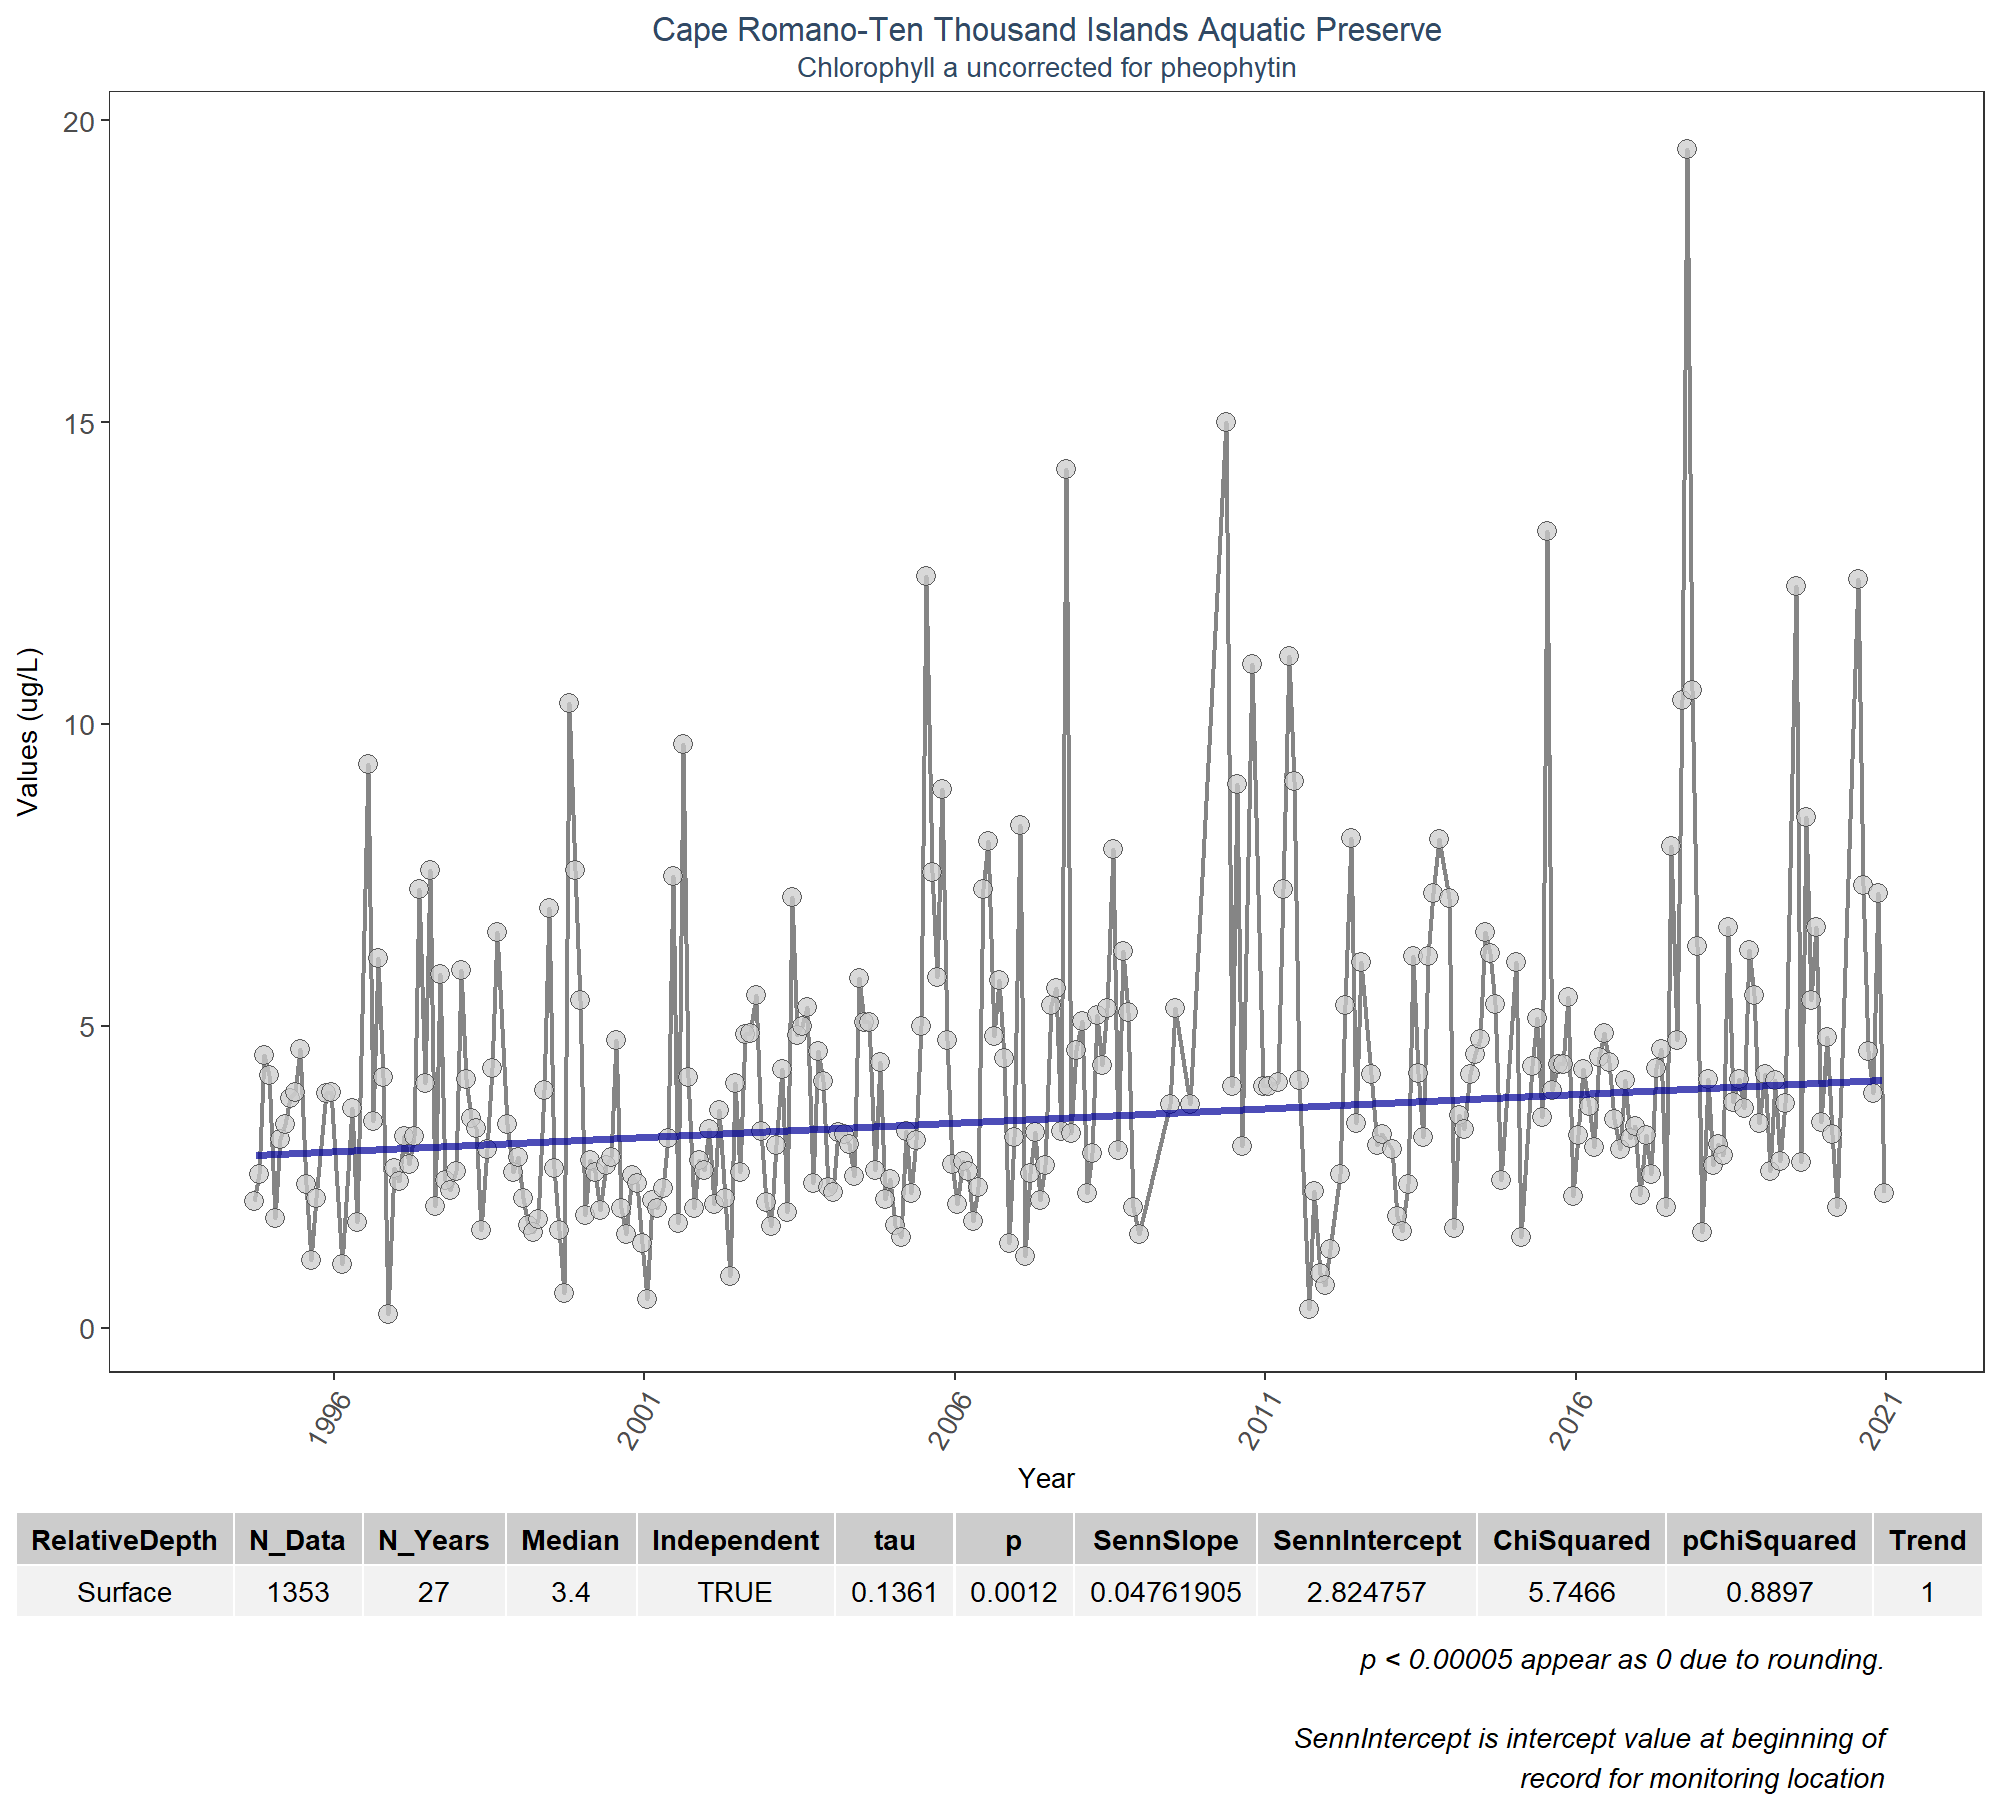 Cape Romano-Ten Thousand Islands Aquatic Preserve
Chlorophyll a uncorrected for pheophytin
Values (ug/L)
20
15
10
5
0
1996 2001 2006 2011 2016 2021
Year
RelativeDepth N_Data N_Years Median Independent tau p SennSlope SennIntercept ChiSquared pChiSquared Trend
Surface 1353 27 3.4 TRUE 0.1361 0.0012 0.04761905 2.824757 5.7466 0.8897 1
p < 0.00005 appear as 0 due to rounding.
SennIntercept is intercept value at beginning of
record for monitoring location